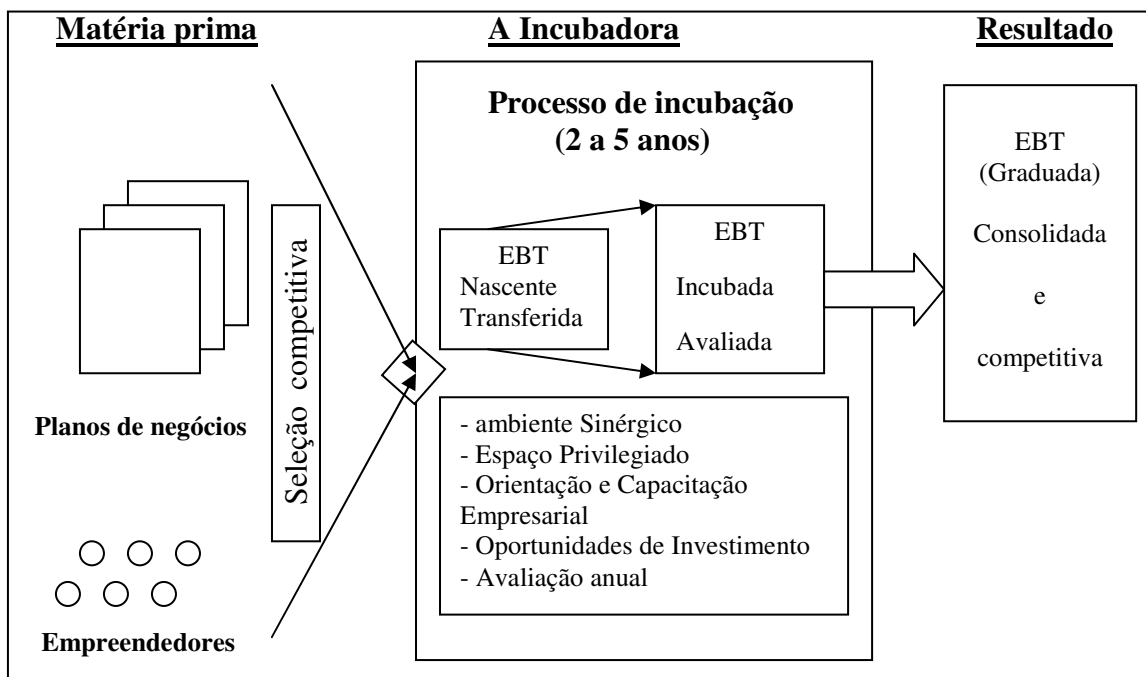 Matéria prima
Planos de negócios
Empreendedores
Seleção competitiva
A Incubadora
Processo de incubação
(2 a 5 anos)
EBT
Nascente
Transferida
EBT
Incubada
Avaliada
- ambiente Sinérgico
- Espaço Privilegiado
- Orientação e Capacitação
Empresarial
- Oportunidades de Investimento
- Avaliação anual
Resultado
EBT
(Graduada)
Consolidada
e
competitiva